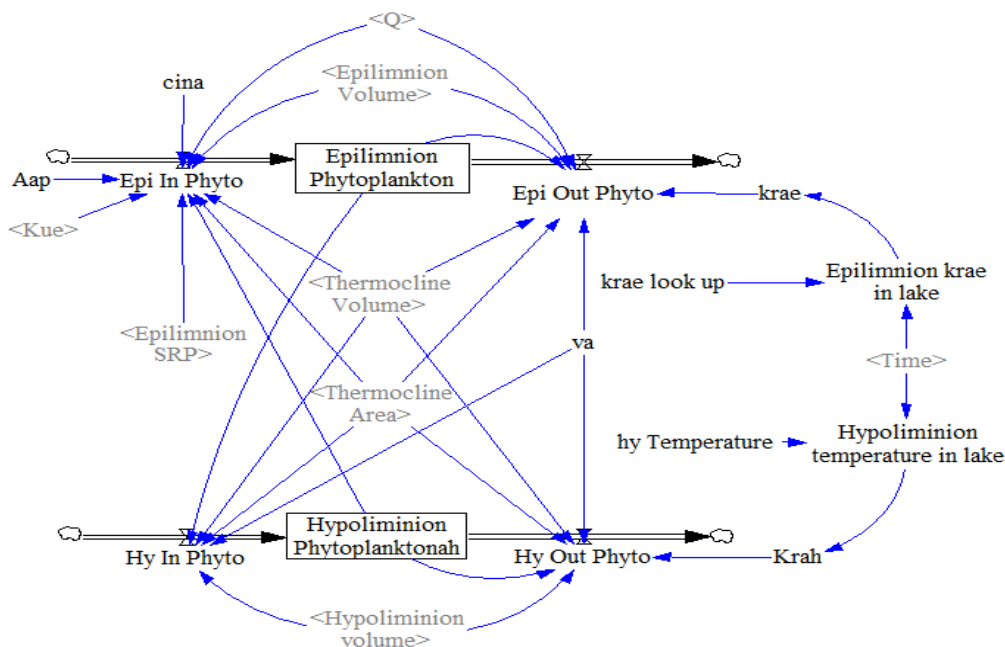 <Q>
<Epilimnion
Volume>
cina
Epilimnion
Phytoplankton
Aap
Epi In Phyto
Epi Out Phyto
krae
<Kue>
<Thermocline
Volume>
krae look up
Epilimnion krae
in lake
<Epilimnion
SRP>
va
<Time>
<Thermocline
Area>
hy Temperature
Hypoliminion
temperature in lake
Hypoliminion
Phytoplanktonah
Hy In Phyto
Hy Out Phyto
Krah
<Hypoliminion
volume>